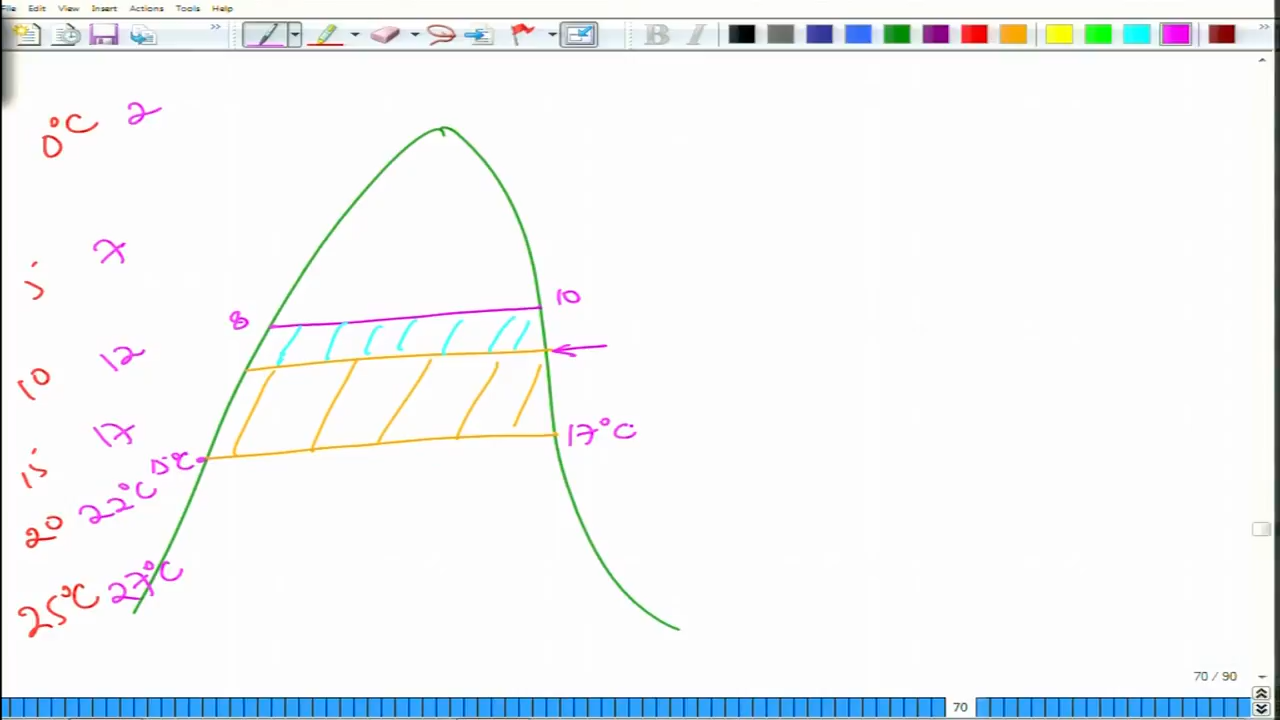 File Edit View Insert Actions Tools Help
B I
0°C 2
5 7
8 10
10 12
15 17
15°C 17°C
20 22°C
25°C 27°C
70 / 90
70